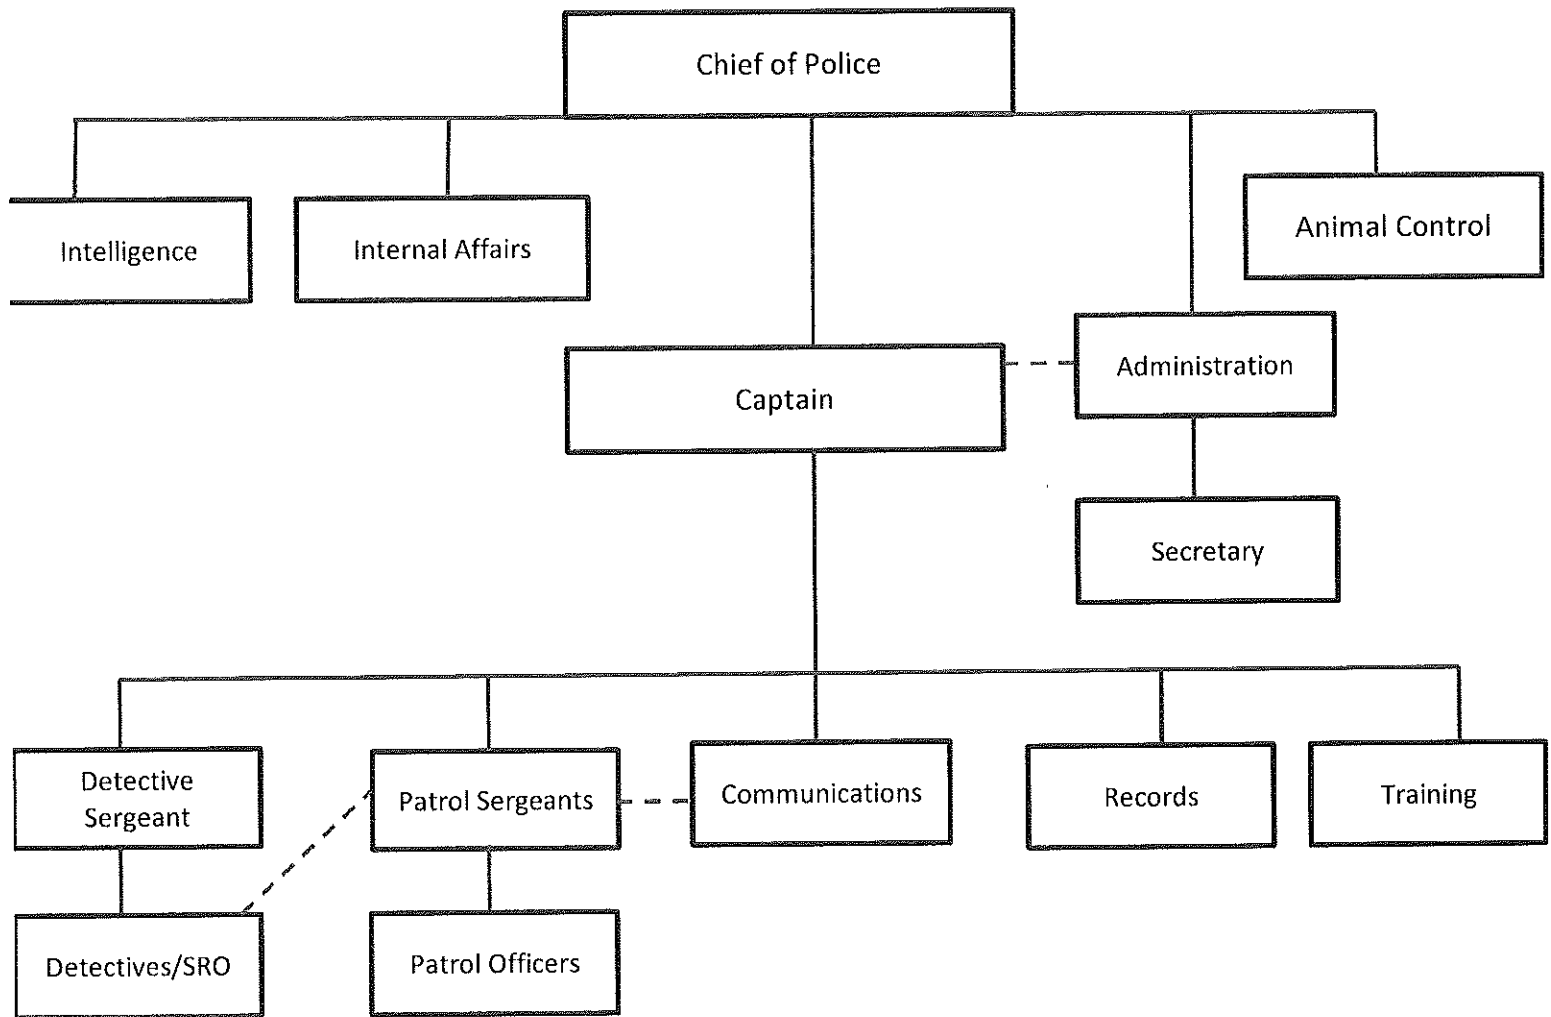 Chief of Police
Intelligence
Internal Affairs
Animal Control
Captain
Administration
Secretary
Detective
Sergeant
Patrol Sergeants
Communications
Records
Training
Detectives/SRO
Patrol Officers